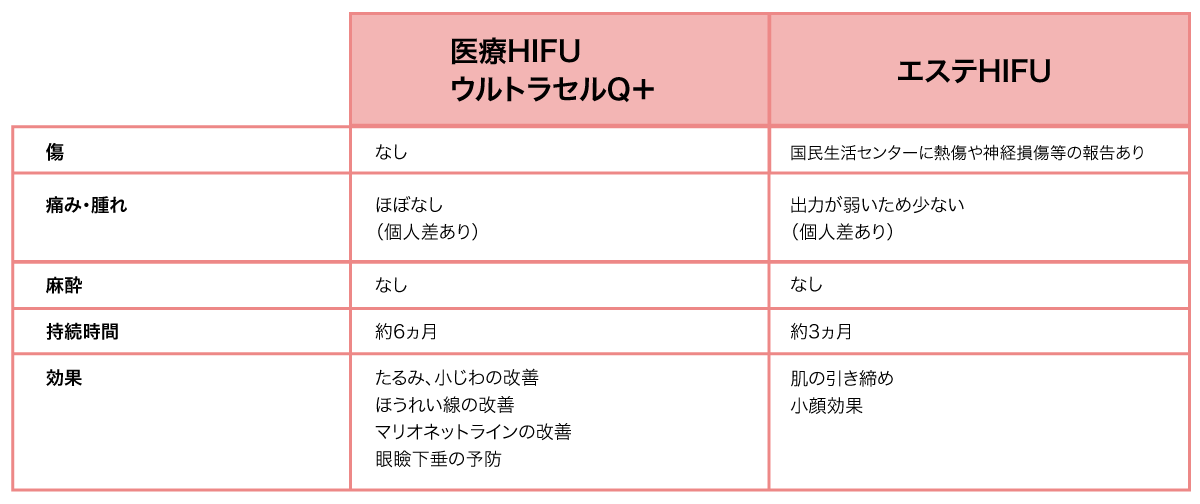 医療HIFU
ウルトラセルQ+
エステHIFU
傷
なし
国民生活センターに熱傷や神経損傷等の報告あり
痛み・腫れ
ほぼなし
（個人差あり）
出力が弱いため少ない
（個人差あり）
麻酔
なし
なし
持続時間
約6ヵ月
約3ヵ月
効果
たるみ、小じわの改善
ほうれい線の改善
マリオネットラインの改善
眼瞼下垂の予防
肌の引き締め
小顔効果